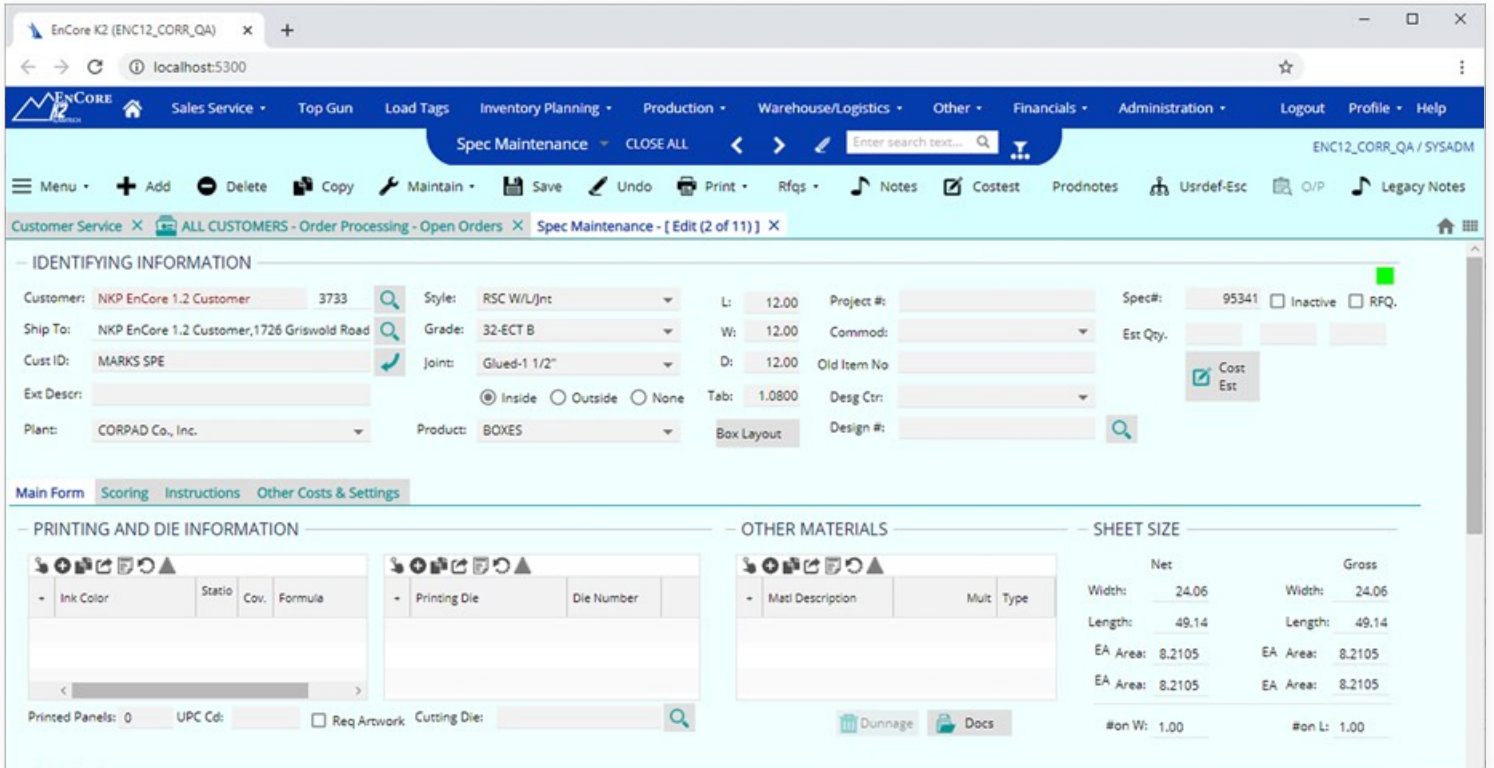 EnCore K2 (ENC12_CORR_QA)
localhost:5300
ENCORE Sales Service Top Gun Load Tags Inventory Planning Production Warehouse/Logistics Other Financials Administration Logout Profile Help
Spec Maintenance CLOSE ALL Enter search text...
ENC12_CORR_QA / SYSADM
Menu Add Delete Copy Maintain Save Undo Print Rfqs Notes Costest Prodnotes Usrdef-Esc O/P Legacy Notes
Customer Service ALL CUSTOMERS - Order Processing - Open Orders Spec Maintenance - [ Edit (2 of 11) ]
IDENTIFYING INFORMATION
Customer: NKP EnCore 1.2 Customer 3733 Style: RSC W/L/Jnt L: 12.00 Project #: Spec#: 95341 Inactive RFQ.
Ship To: NKP EnCore 1.2 Customer,1726 Griswold Road Grade: 32-ECT B W: 12.00 Commod: Est Qty.
Cust ID: MARKS SPE Joint: Glued-1 1/2" D: 12.00 Old Item No
Cost Est
Ext Descr: Inside Outside None Tab: 1.0800 Desg Ctr:
Plant: CORPAD Co., Inc. Product: BOXES Box Layout Design #:
Main Form Scoring Instructions Other Costs & Settings
PRINTING AND DIE INFORMATION OTHER MATERIALS SHEET SIZE
Net Gross
Ink Color Statio Cov. Formula Printing Die Die Number Matl Description Mult Type
Width: 24.06 Width: 24.06
Length: 49.14 Length: 49.14
EA Area: 8.2105 EA Area: 8.2105
EA Area: 8.2105 EA Area: 8.2105
Printed Panels: 0 UPC Cd: Req Artwork Cutting Die: Dunnage Docs #on W: 1.00 #on L: 1.00